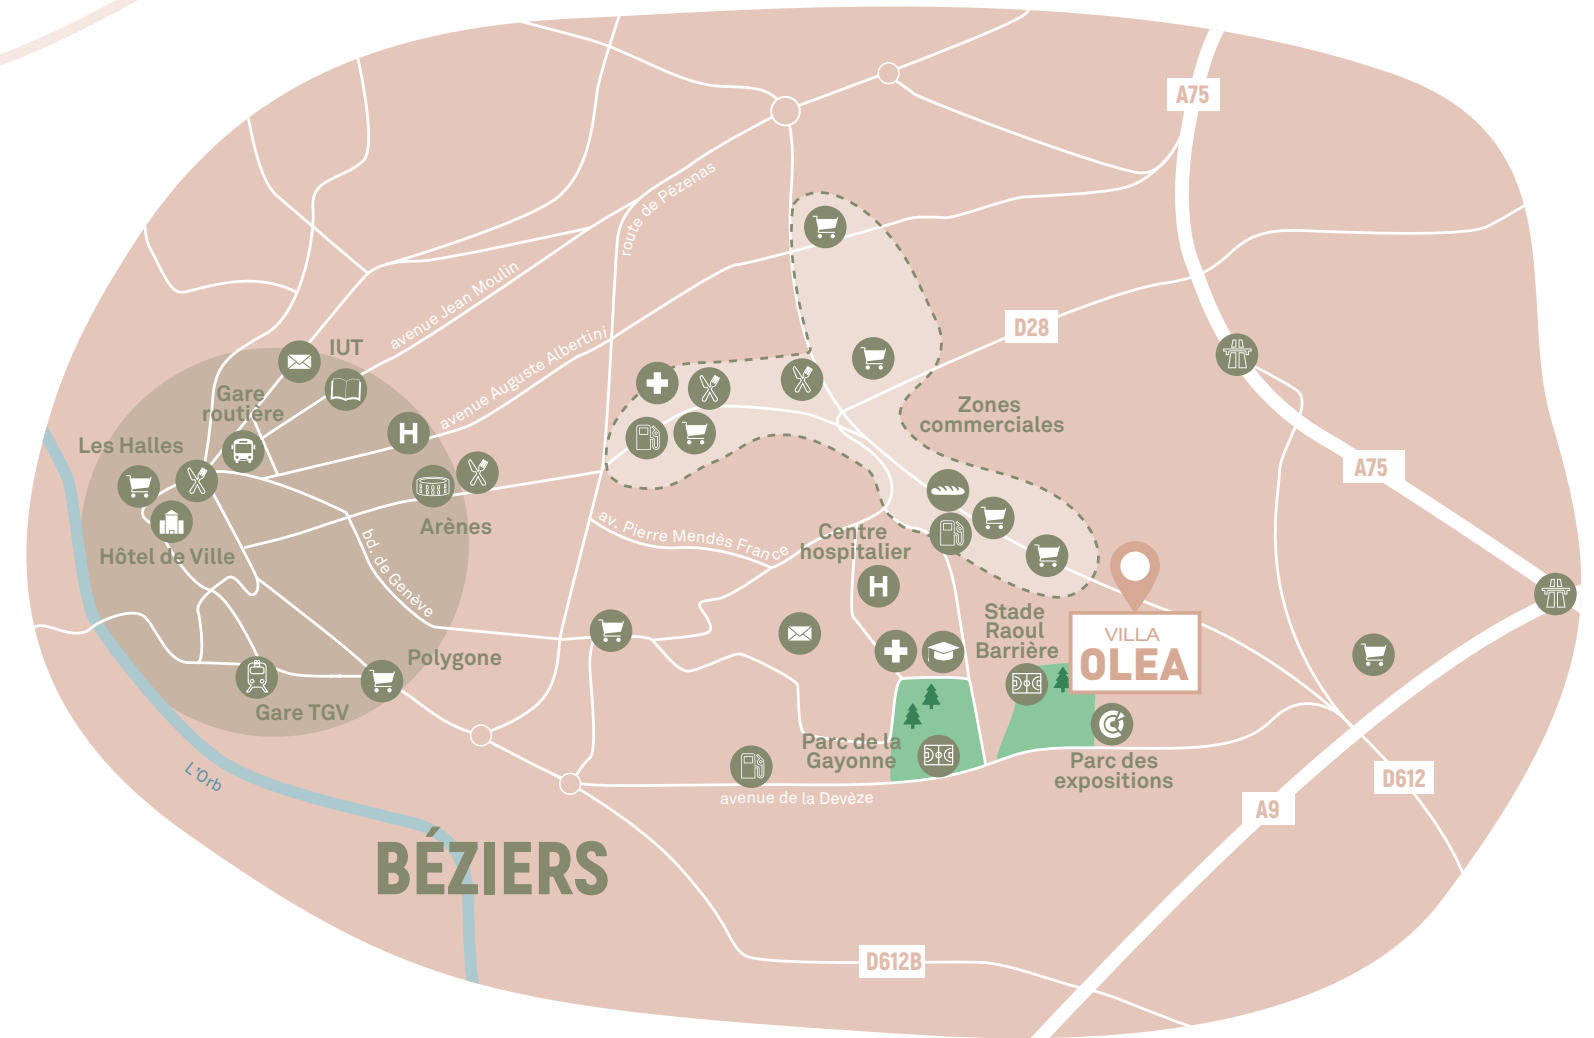 A75
route de Pézenas
avenue Jean Moulin
D28
IUT
avenue Auguste Albertini
Gare
routière
Zones
commerciales
H
Les Halles
A75
Arènes
av. Pierre Mendès France
Centre
hospitalier
Hôtel de Ville
bd. de Genève
H
Stade
Raoul
Barrière
VILLA
OLEA
Polygone
Gare TGV
Parc de la
Gayonne
Parc des
expositions
L'Orb
D612
avenue de la Devèze
A9
BÉZIERS
D612B